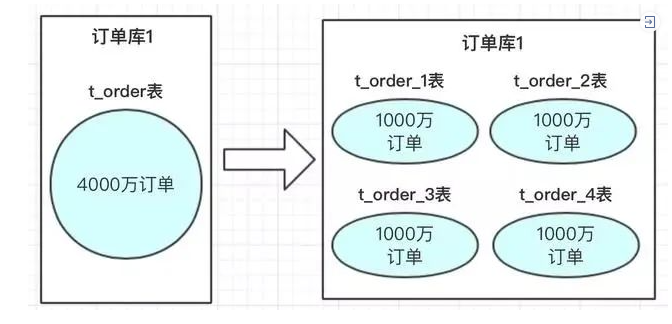 订单库1
t_order表
4000万订单
订单库1
t_order_1表
t_order_2表
1000万
订单
1000万
订单
t_order_3表
t_order_4表
1000万
订单
1000万
订单